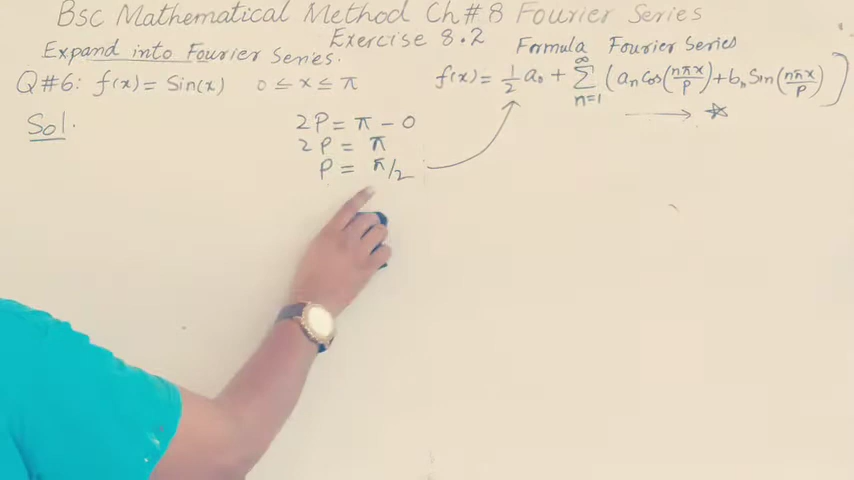 Bsc Mathematical Method Ch#8 Fourier Series
Exercise 8.2
Expand into Fourier Series.
Q#6: f(x) = Sin(x) 0 ≤ x ≤ π
Formula Fourier Series
f(x) = 1/2 a₀ + ∑_{n=1}^{∞} (aₙ Cos(nπx/P) + bₙ Sin(nπx/P)) → ☆
Sol.
2P = π - 0
2P = π
P = π/2